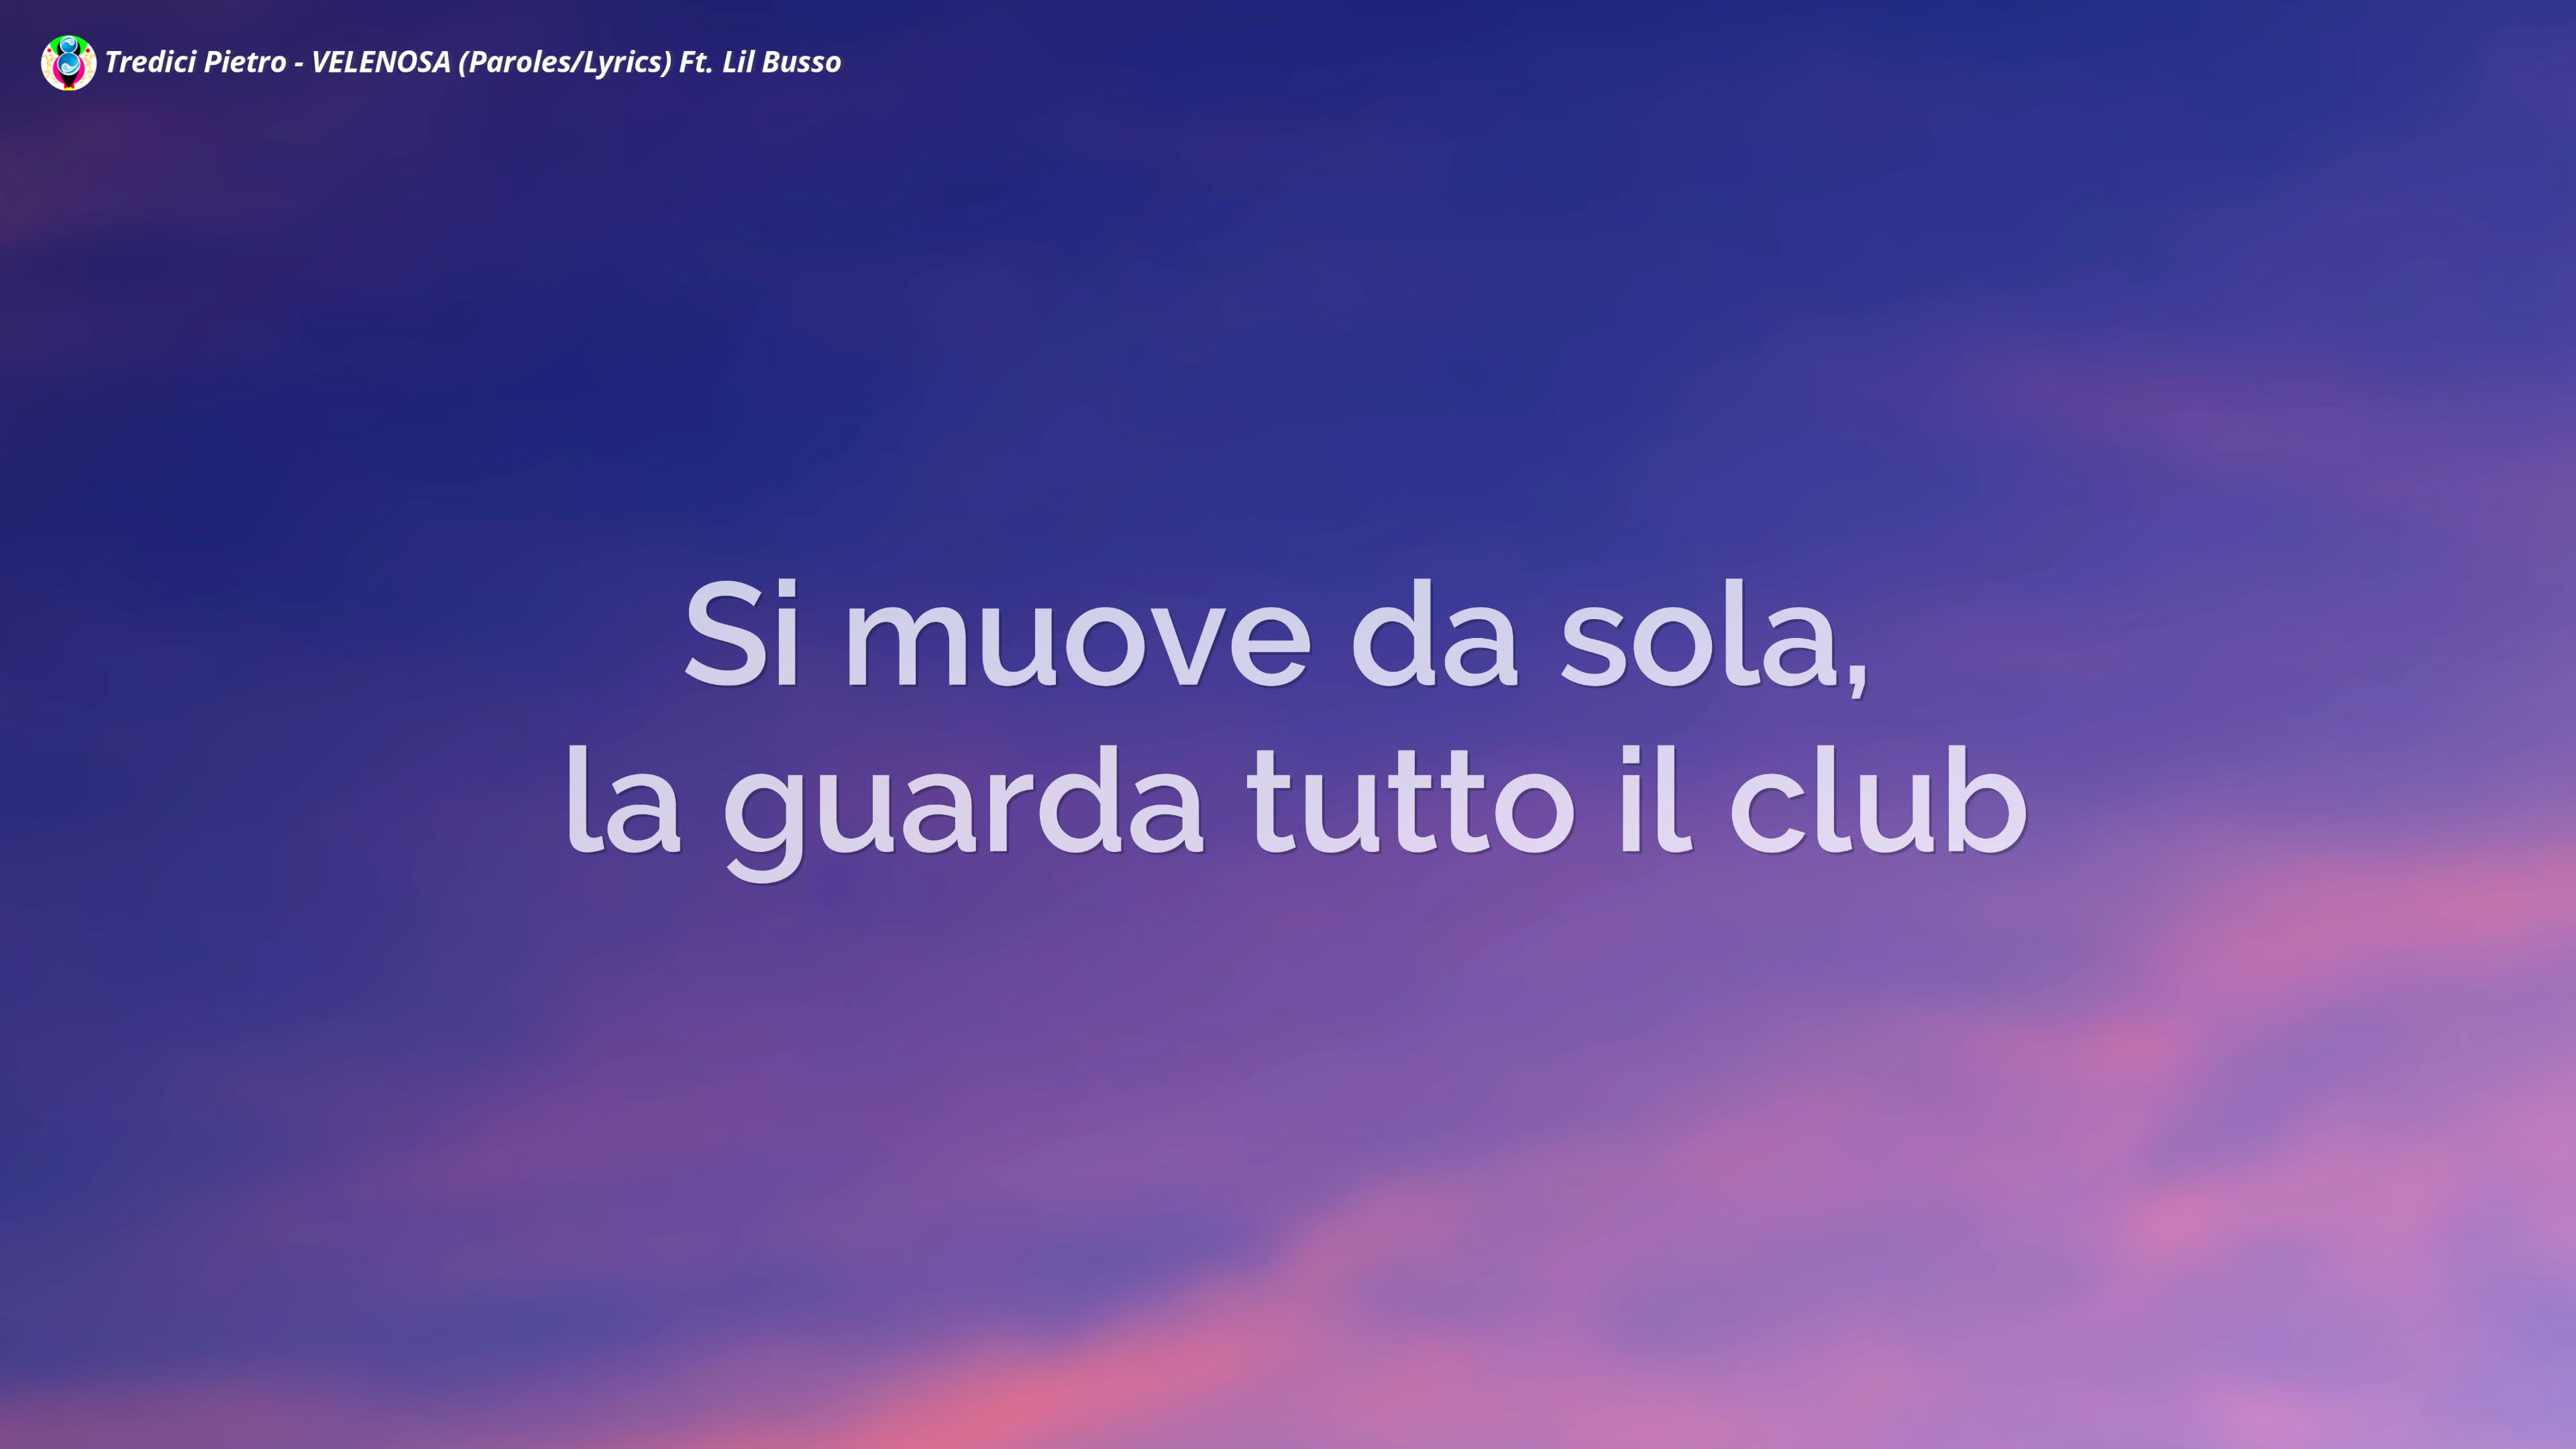 Tredici Pietro - VELENOSA (Paroles/Lyrics) Ft. Lil Busso
Si muove da sola,
la guarda tutto il club